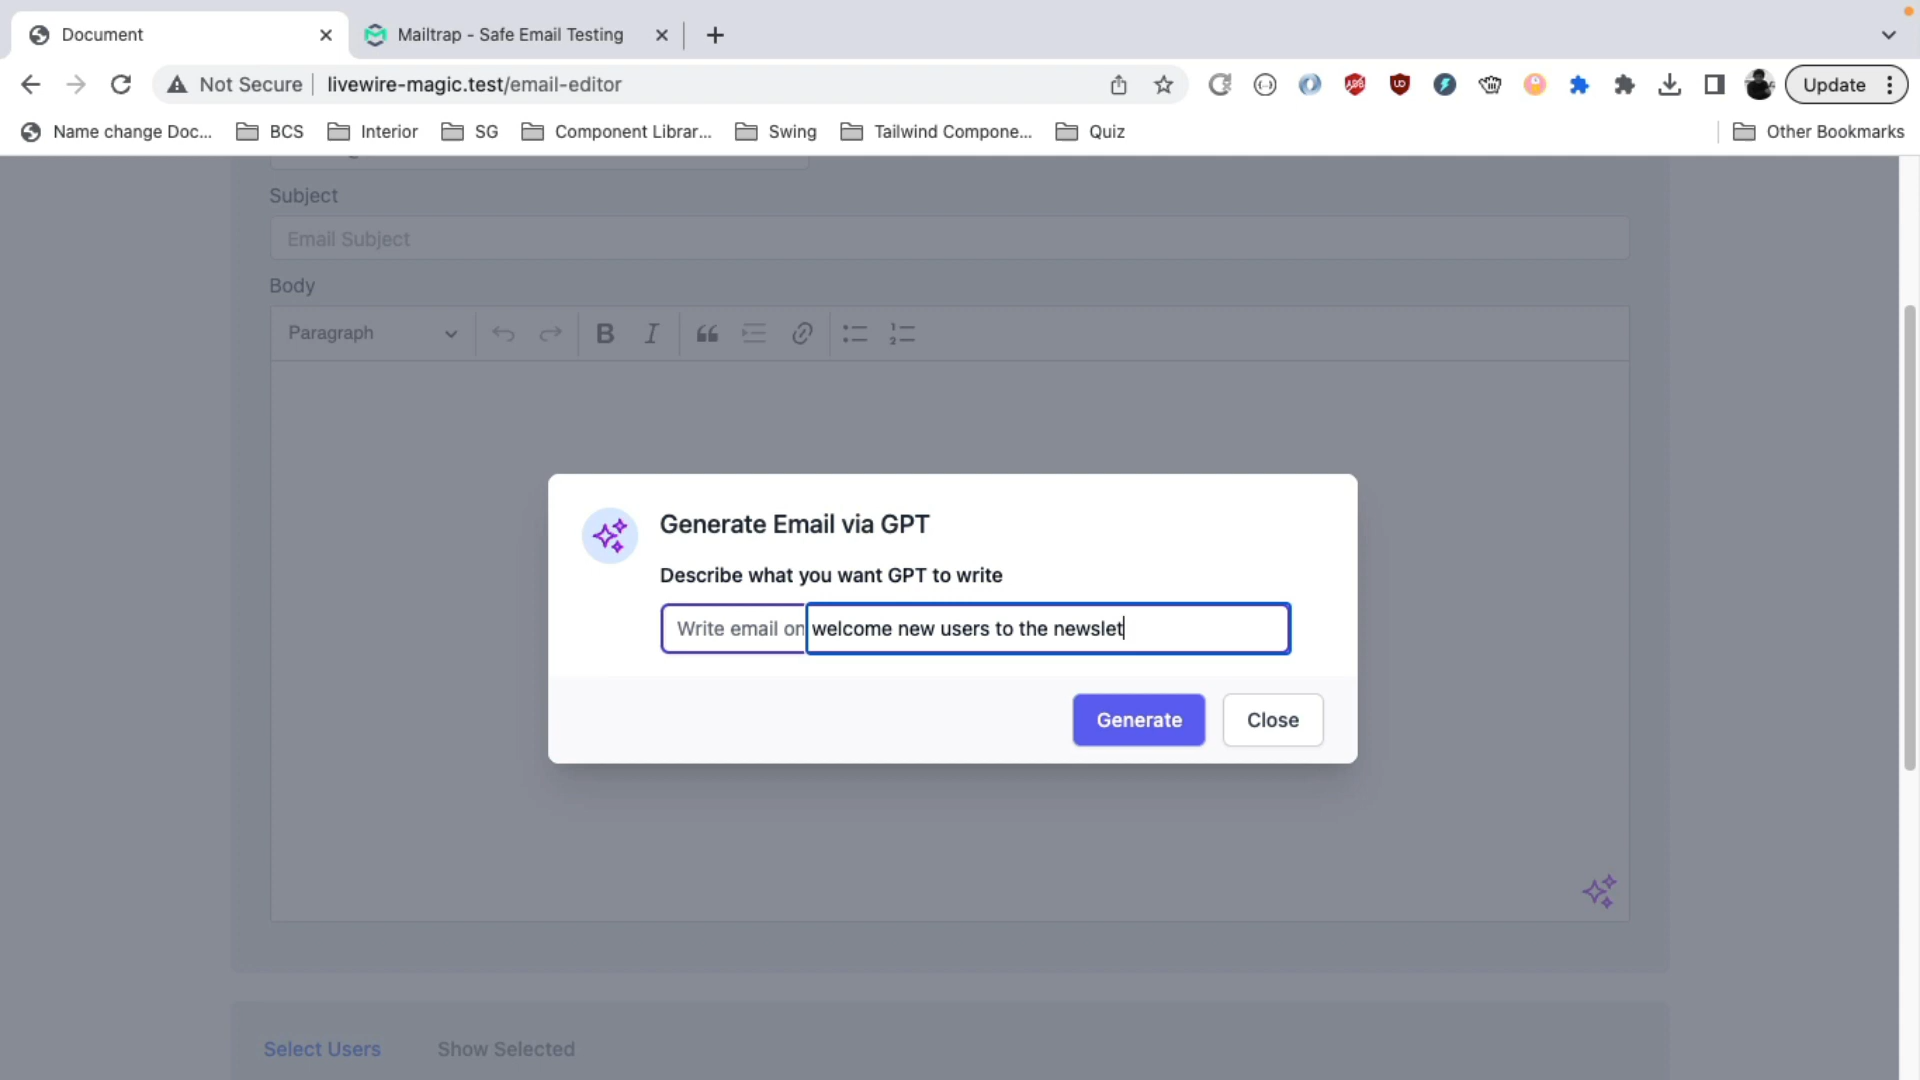 Document
Mailtrap - Safe Email Testing
Not Secure
livewire-magic.test/email-editor
Update
Name change Doc...
BCS
Interior
SG
Component Librar...
Swing
Tailwind Compone...
Quiz
Other Bookmarks
Subject
Email Subject
Body
Paragraph
Generate Email via GPT
Describe what you want GPT to write
Write email on welcome new users to the newslet
Generate
Close
Select Users
Show Selected